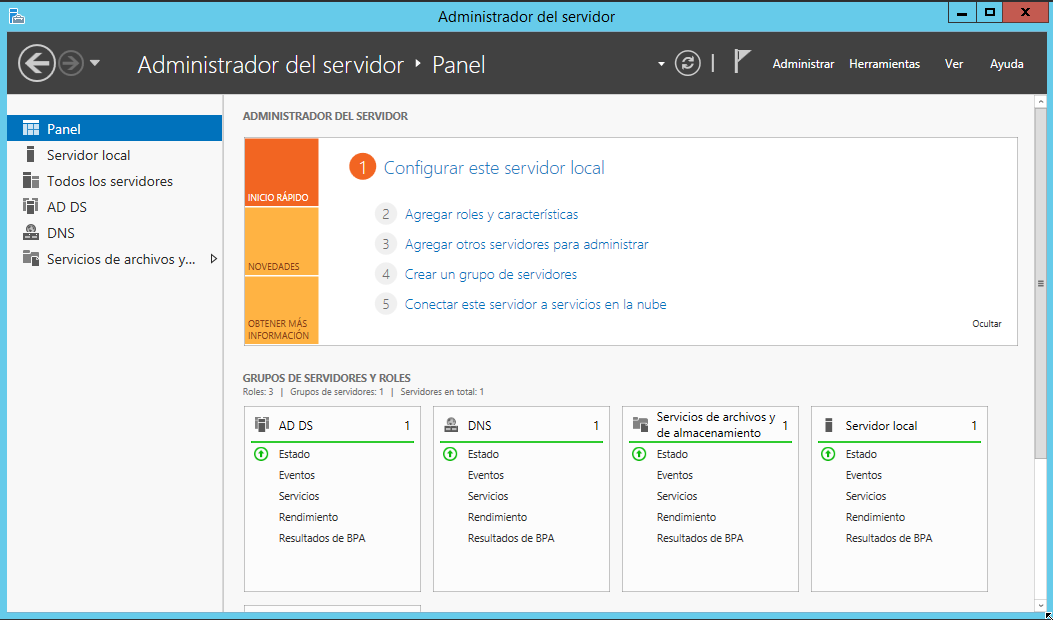 Administrador del servidor
Administrador del servidor Panel
Administrar Herramientas Ver Ayuda
Panel
Servidor local
Todos los servidores
AD DS
DNS
Servicios de archivos y...
ADMINISTRADOR DEL SERVIDOR
INICIO RÁPIDO
NOVEDADES
OBTENER MÁS
INFORMACIÓN
1 Configurar este servidor local
2 Agregar roles y características
3 Agregar otros servidores para administrar
4 Crear un grupo de servidores
5 Conectar este servidor a servicios en la nube
Ocultar
GRUPOS DE SERVIDORES Y ROLES
Roles: 3 | Grupos de servidores: 1 | Servidores en total: 1
AD DS 1
Estado
Eventos
Servicios
Rendimiento
Resultados de BPA
DNS 1
Estado
Eventos
Servicios
Rendimiento
Resultados de BPA
Servicios de archivos y
de almacenamiento 1
Estado
Eventos
Servicios
Rendimiento
Resultados de BPA
Servidor local 1
Estado
Eventos
Servicios
Rendimiento
Resultados de BPA